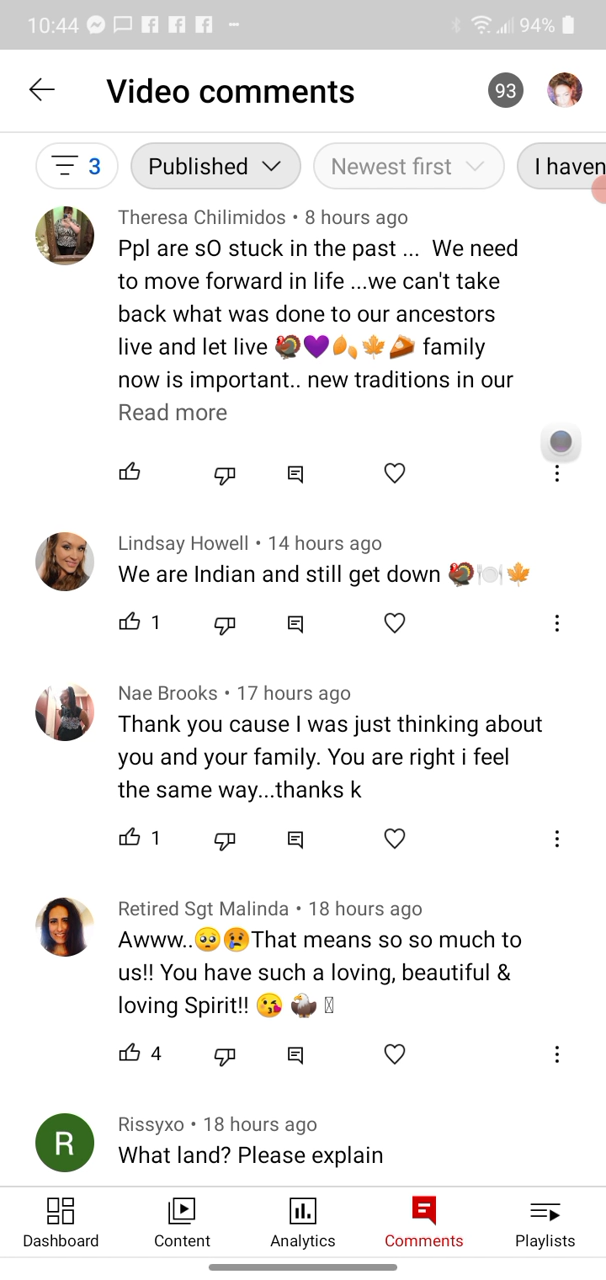 10:44 94%
Video comments 93
3 Published Newest first I haven
Theresa Chilimidos • 8 hours ago
Ppl are sO stuck in the past ... We need
to move forward in life ...we can't take
back what was done to our ancestors
live and let live 🦃💜🍂🍁🥧 family
now is important.. new traditions in our
Read more
Lindsay Howell • 14 hours ago
We are Indian and still get down 🦃🍽️🍁
1
Nae Brooks • 17 hours ago
Thank you cause I was just thinking about
you and your family. You are right i feel
the same way...thanks k
1
Retired Sgt Malinda • 18 hours ago
Awww..🥺😢That means so so much to
us!! You have such a loving, beautiful &
loving Spirit!! 😘 🦅
4
R
Rissyxo • 18 hours ago
What land? Please explain
Dashboard Content Analytics Comments Playlists